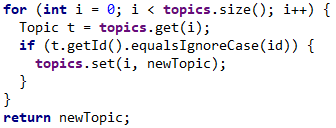 for (int i = 0; i < topics.size(); i++) {
  Topic t = topics.get(i);
  if (t.getId().equalsIgnoreCase(id)) {
    topics.set(i, newTopic);
  }
}
return newTopic;